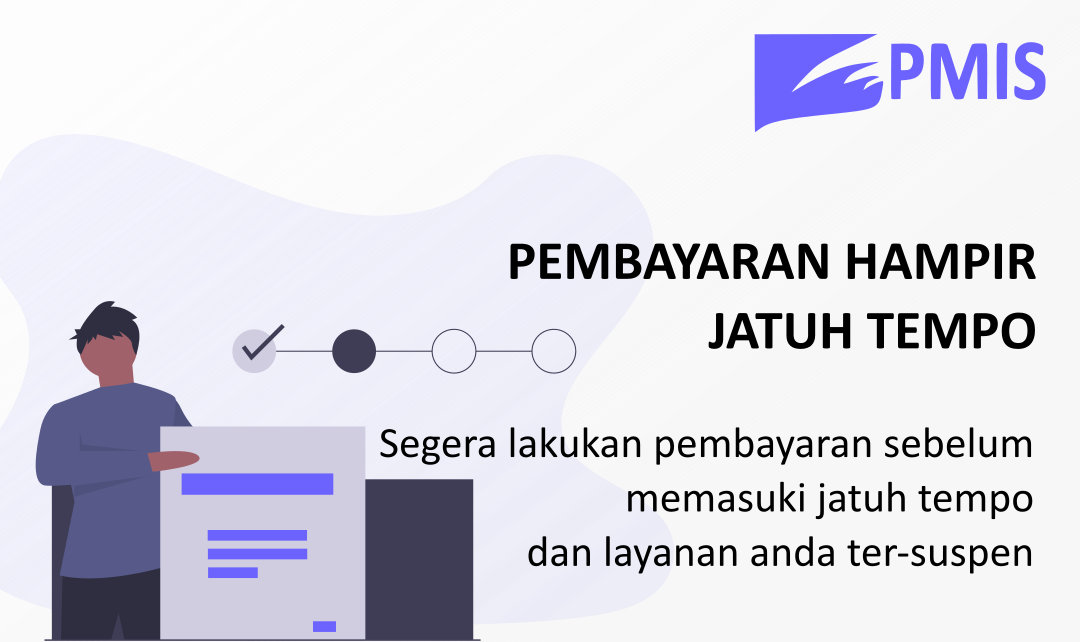 PMIS
PEMBAYARAN HAMPIR
JATUH TEMPO
Segera lakukan pembayaran sebelum
memasuki jatuh tempo
dan layanan anda ter-suspen